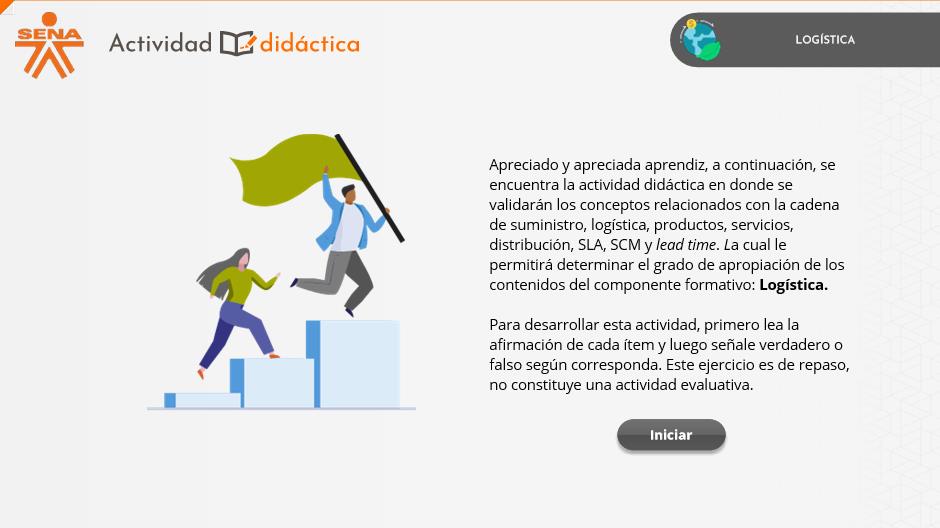 SENA
Actividad didáctica
LOGÍSTICA
Apreciado y apreciada aprendiz, a continuación, se
encuentra la actividad didáctica en donde se
validarán los conceptos relacionados con la cadena
de suministro, logística, productos, servicios,
distribución, SLA, SCM y lead time. La cual le
permitirá determinar el grado de apropiación de los
contenidos del componente formativo: Logística.
Para desarrollar esta actividad, primero lea la
afirmación de cada ítem y luego señale verdadero o
falso según corresponda. Este ejercicio es de repaso,
no constituye una actividad evaluativa.
Iniciar